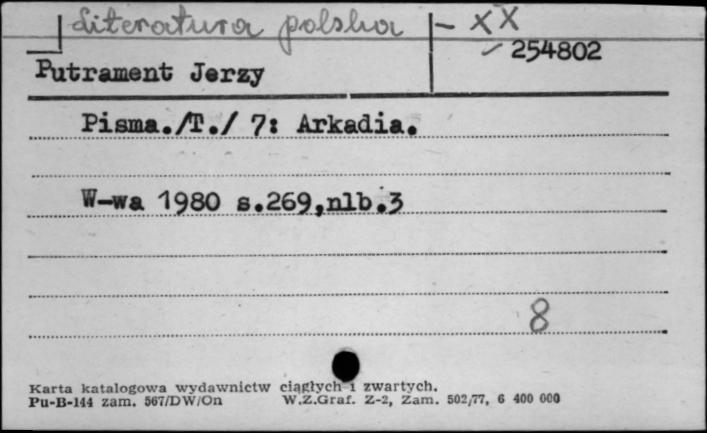 Literatura polska - XX
254802
Putrament Jerzy
Pisma./T./ 7: Arkadia.
W-wa 1980 s.269,nlb.3
8
Karta katalogowa wydawnictw ciągłych i zwartych.
Pu-B-144 zam. 567/DW/On W.Z.Graf. Z-2, Zam. 502/77, 6 400 000